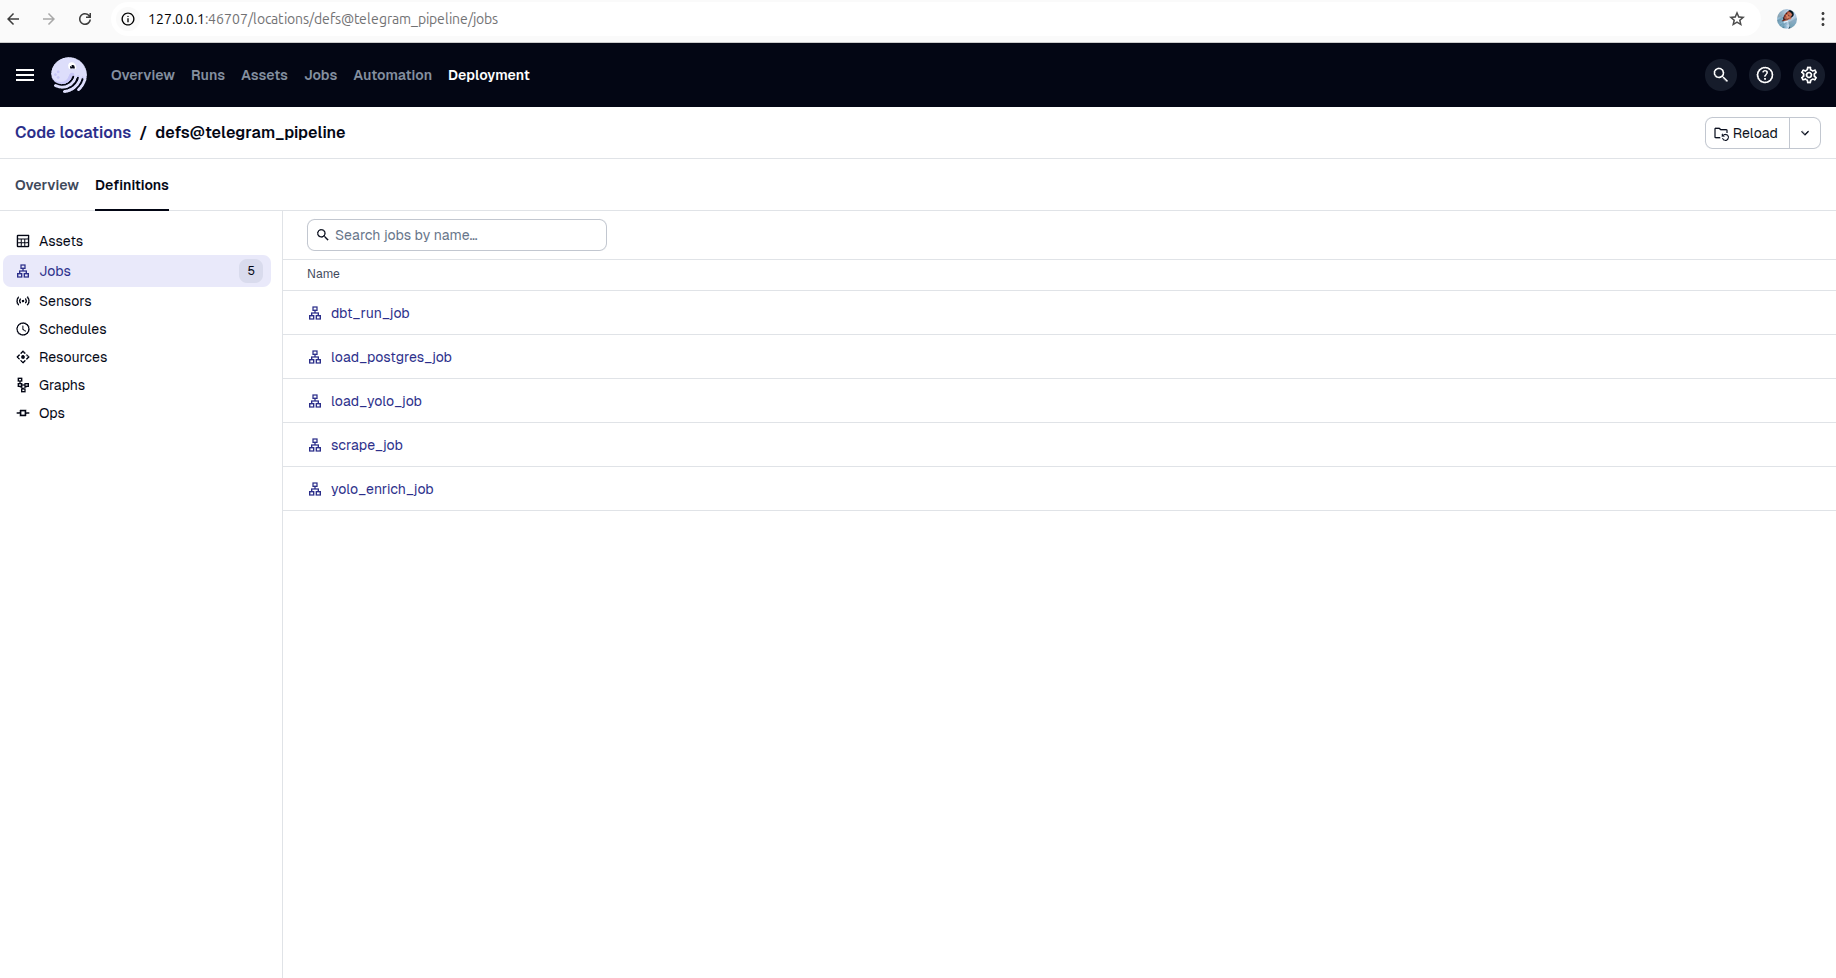 127.0.0.1:46707/locations/defs@telegram_pipeline/jobs
Overview Runs Assets Jobs Automation Deployment
Code locations / defs@telegram_pipeline
Reload
Overview Definitions
Assets
Jobs 5
Sensors
Schedules
Resources
Graphs
Ops
Search jobs by name...
Name
dbt_run_job
load_postgres_job
load_yolo_job
scrape_job
yolo_enrich_job